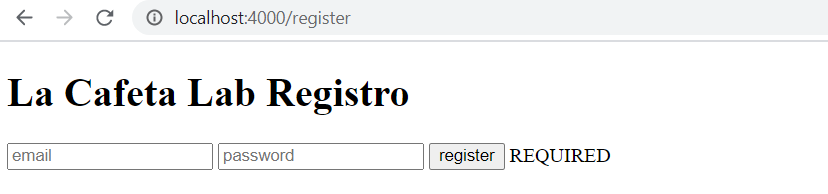 localhost:4000/register
La Cafeta Lab Registro
email password register REQUIRED